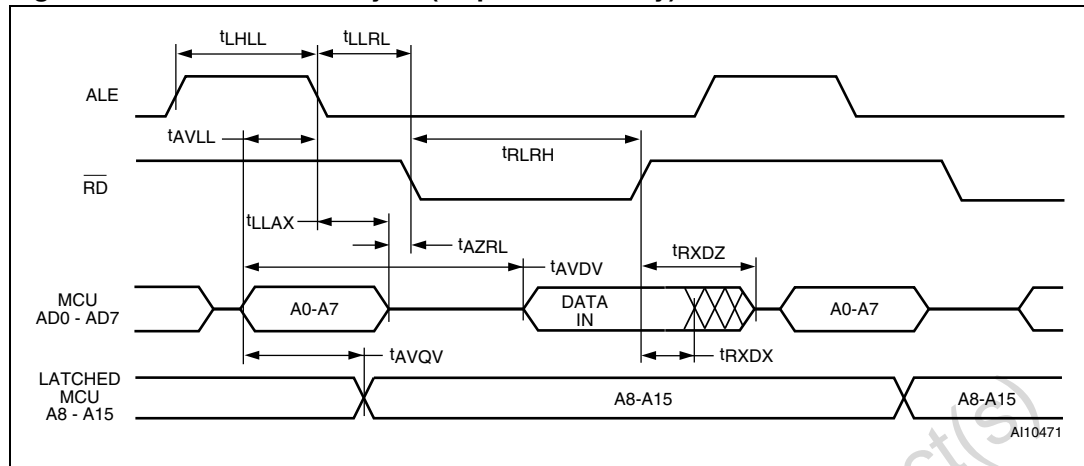 tLHLL
tLLRL
ALE
tAVLL
tRLRH
RD
tLLAX
tAZRL
tAVDV
tRXDZ
MCU
AD0 - AD7
A0-A7
DATA
IN
A0-A7
tAVQV
tRXDX
LATCHED
MCU
A8 - A15
A8-A15
A8-A15
AI10471
ct(s)